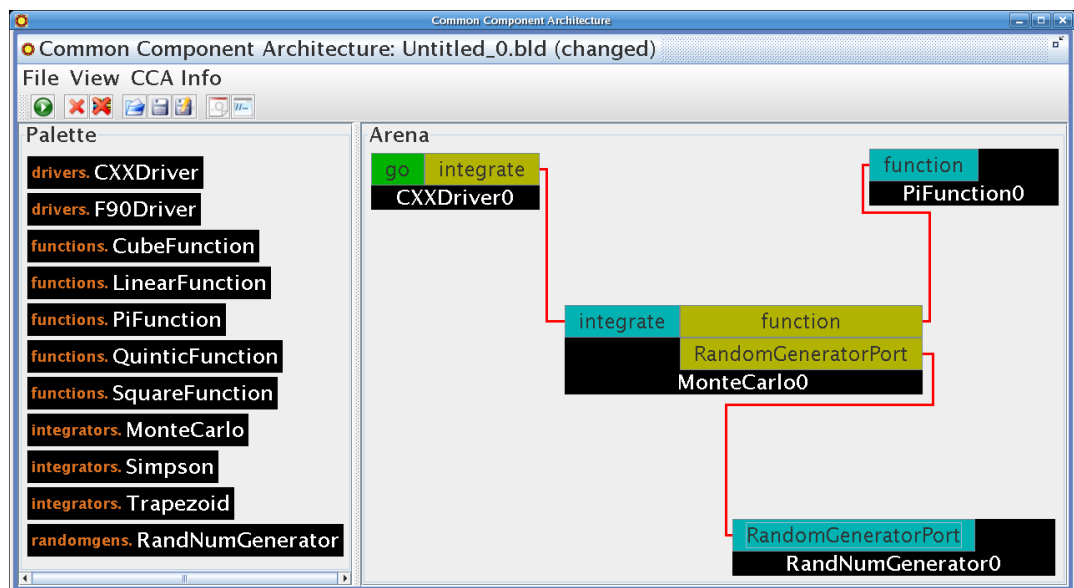 Common Component Architecture
Common Component Architecture: Untitled_0.bld (changed)
File View CCA Info
Palette
drivers. CXXDriver
drivers. F90Driver
functions. CubeFunction
functions. LinearFunction
functions. PiFunction
functions. QuinticFunction
functions. SquareFunction
integrators. MonteCarlo
integrators. Simpson
integrators. Trapezoid
randomgens. RandNumGenerator
Arena
go integrate
CXXDriver0
function
PiFunction0
integrate function
RandomGeneratorPort
MonteCarlo0
RandomGeneratorPort
RandNumGenerator0